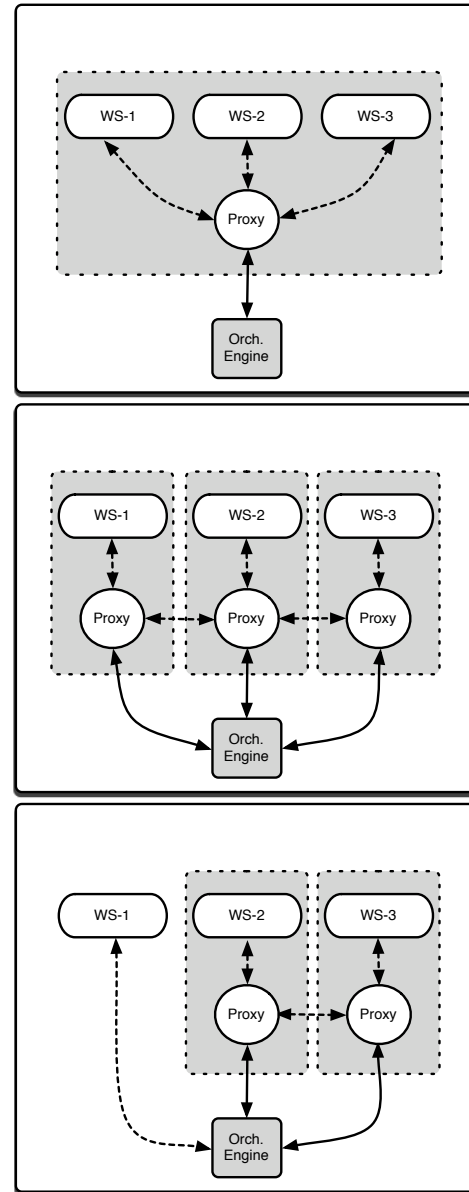 WS-1 WS-2 WS-3
Proxy
Orch.
Engine
WS-1 WS-2 WS-3
Proxy Proxy Proxy
Orch.
Engine
WS-1 WS-2 WS-3
Proxy Proxy
Orch.
Engine